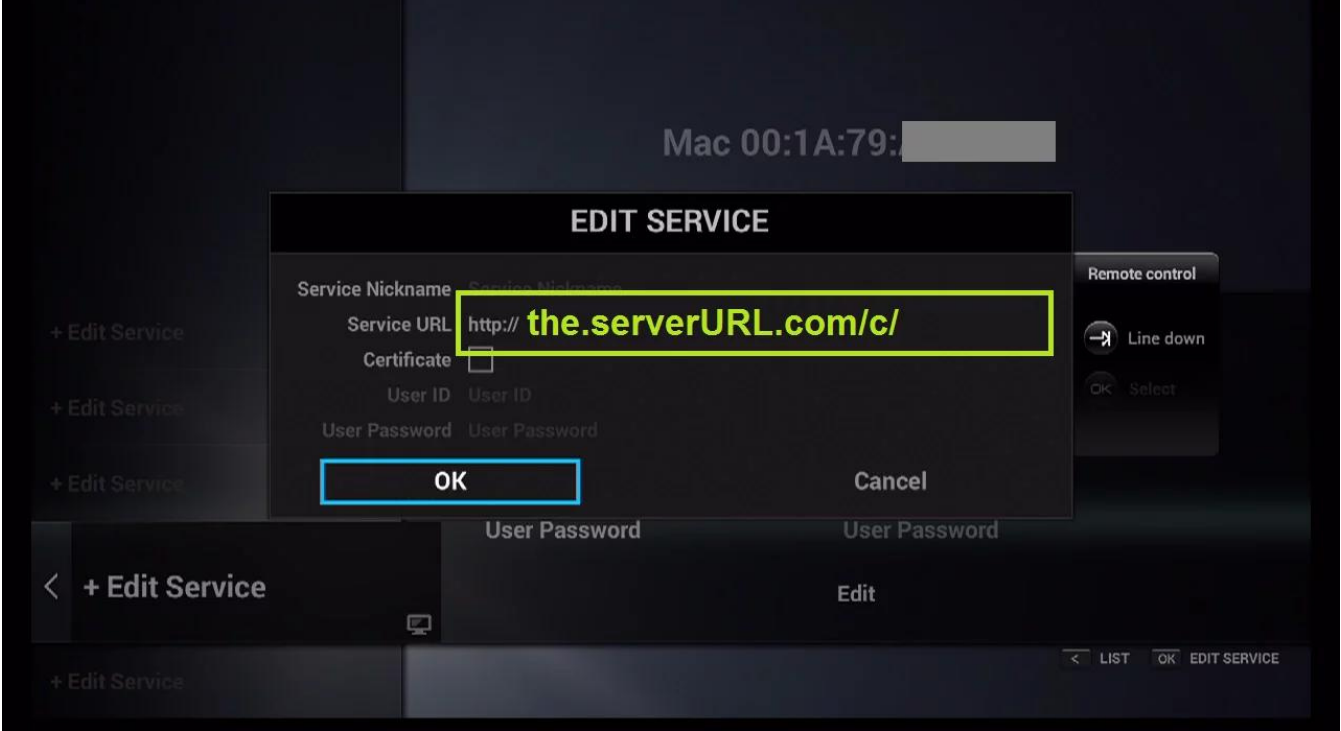 Mac 00:1A:79:
EDIT SERVICE
Service Nickname Service Nickname
Service URL http:// the.serverURL.com/c/
Certificate
User ID User ID
User Password User Password
OK Cancel
Remote control
Line down
OK Select
+ Edit Service
+ Edit Service
+ Edit Service
User Password User Password
< + Edit Service
Edit
< LIST OK EDIT SERVICE
+ Edit Service